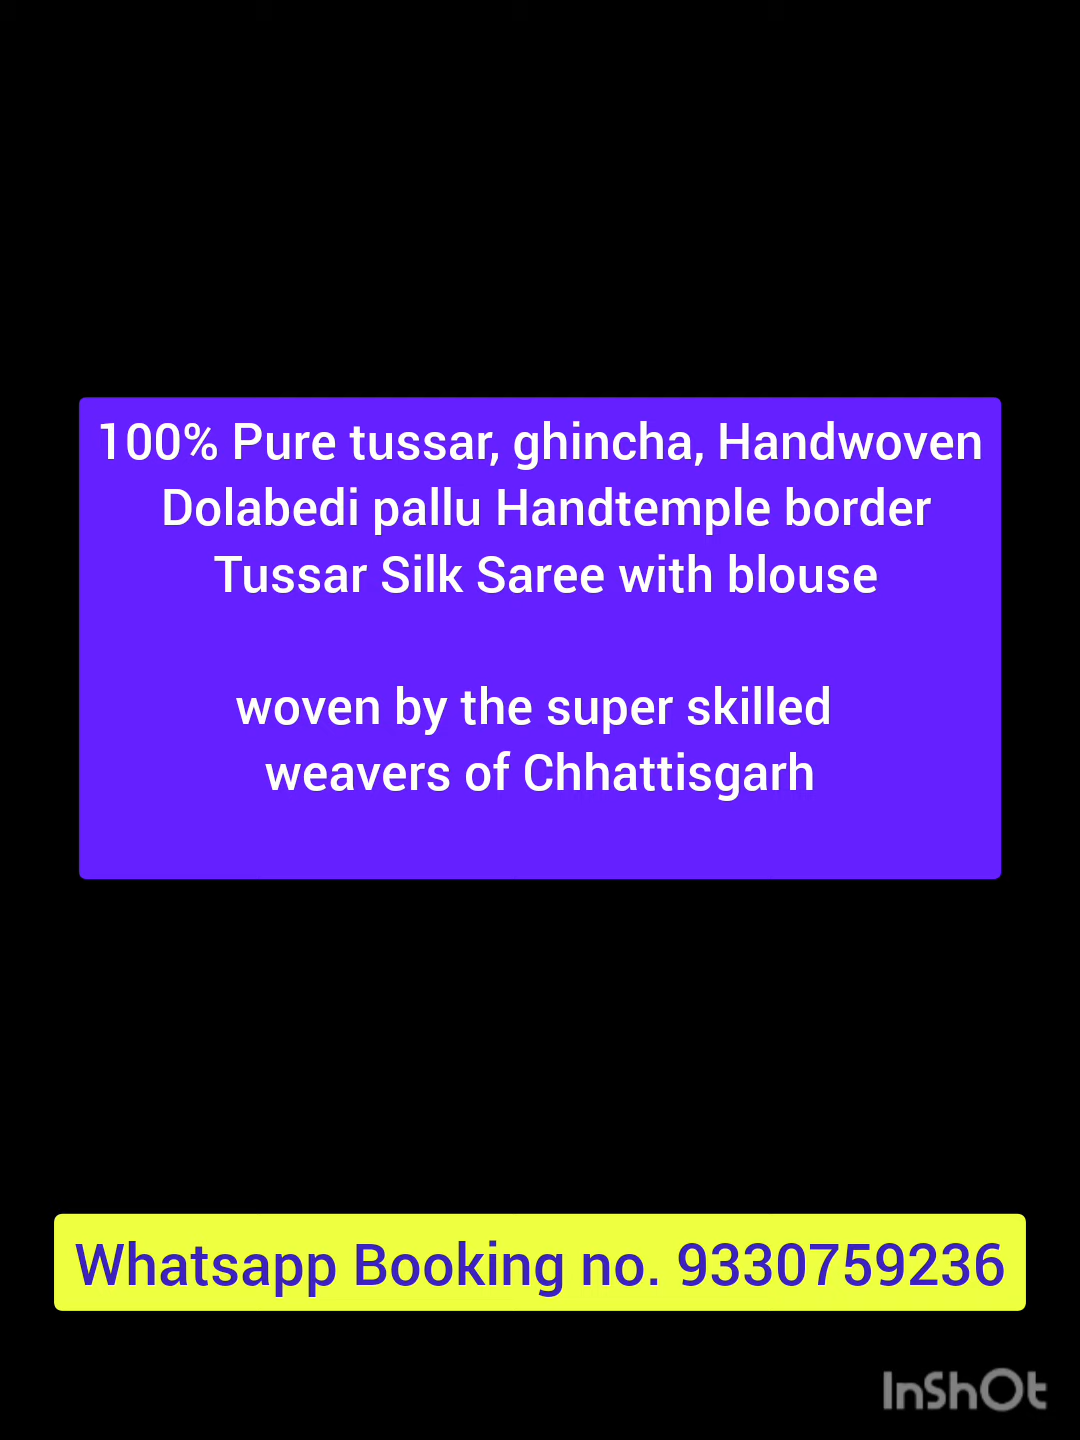 100% Pure tussar, ghincha, Handwoven
Dolabedi pallu Handtemple border
Tussar Silk Saree with blouse
woven by the super skilled
weavers of Chhattisgarh
Whatsapp Booking no. 9330759236
InShOt